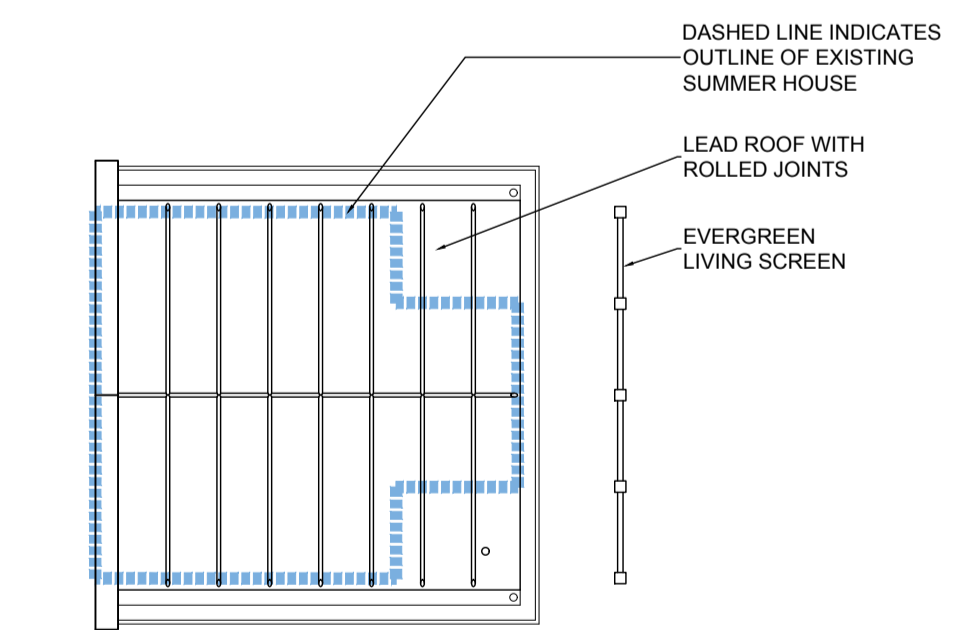 DASHED LINE INDICATES
OUTLINE OF EXISTING
SUMMER HOUSE
LEAD ROOF WITH
ROLLED JOINTS
EVERGREEN
LIVING SCREEN